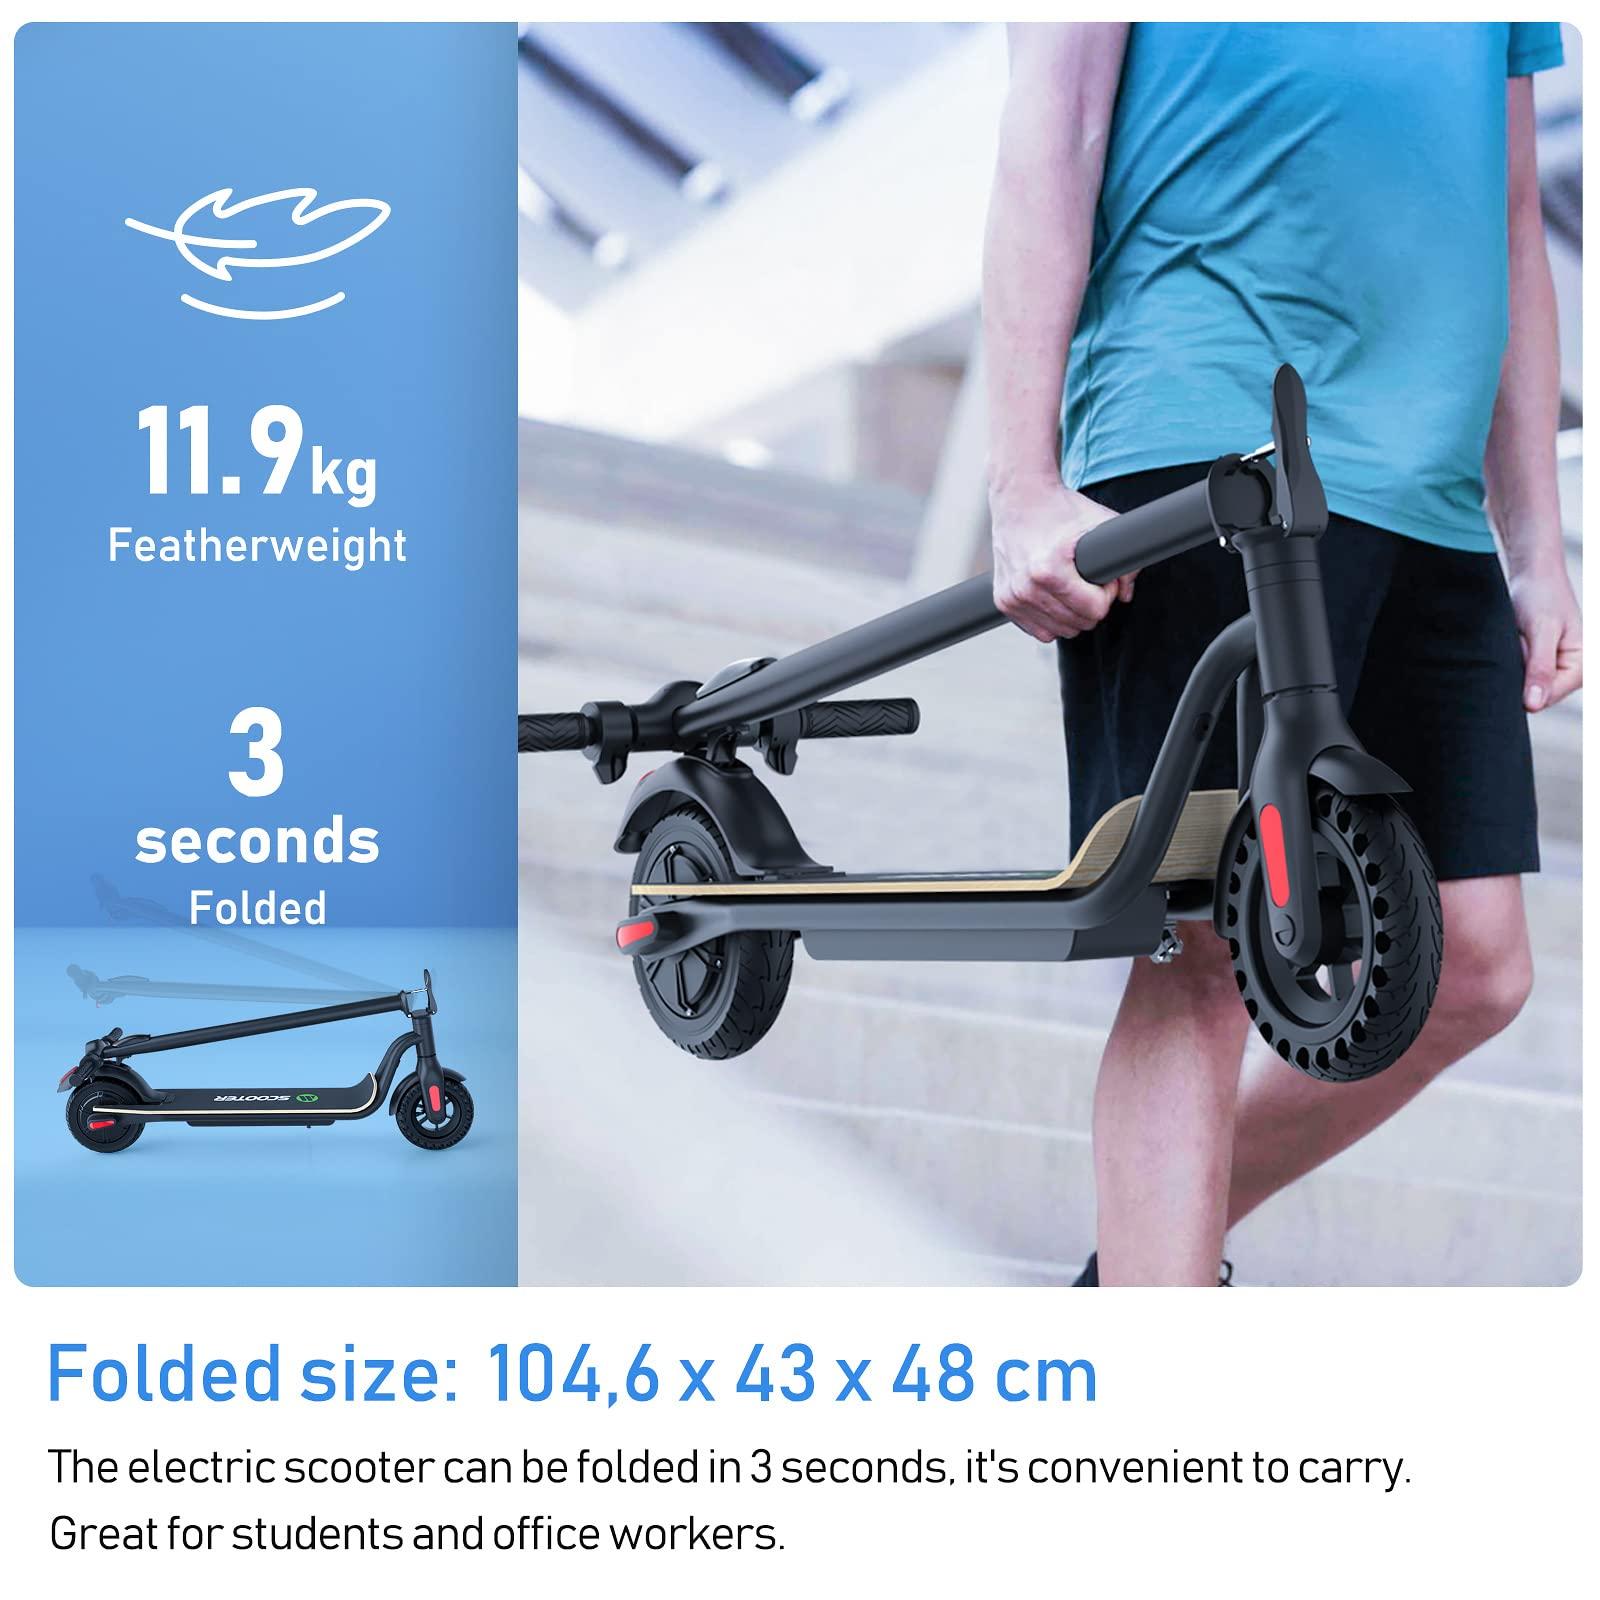 11.9kg
Featherweight
3
seconds
Folded
SCOOTER
Folded size: 104,6 x 43 x 48 cm
The electric scooter can be folded in 3 seconds, it's convenient to carry.
Great for students and office workers.